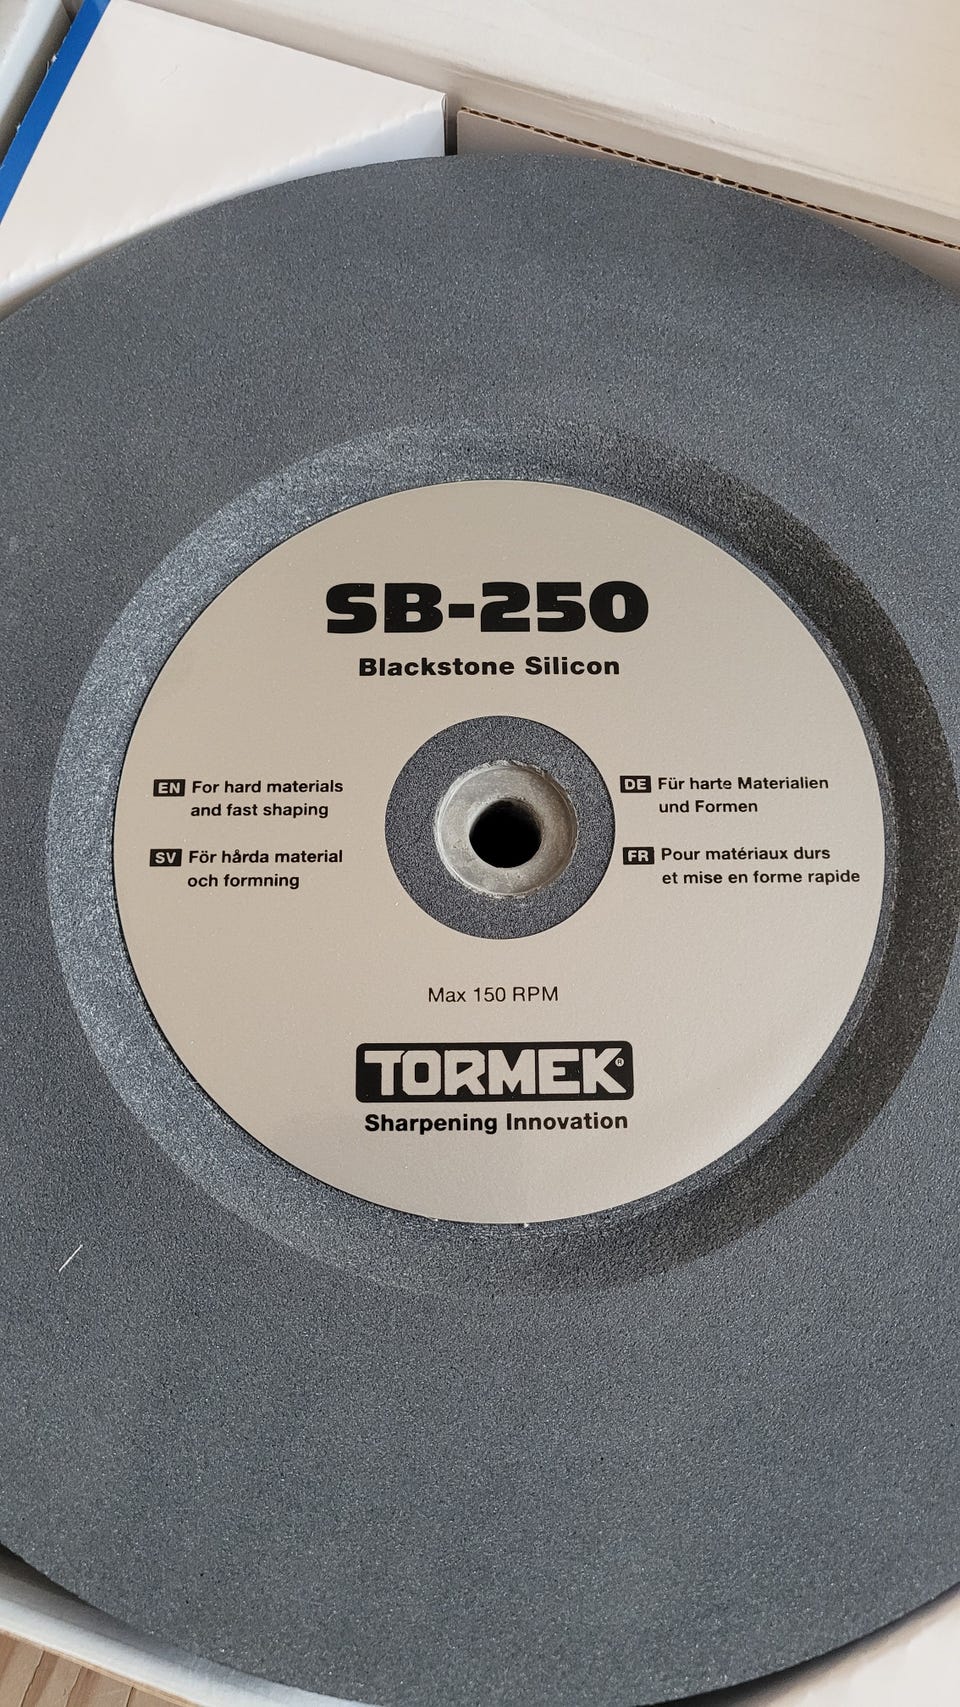 SB-250
Blackstone Silicon
EN For hard materials
and fast shaping
SV För hårda material
och formning
DE Für harte Materialien
und Formen
FR Pour matériaux durs
et mise en forme rapide
Max 150 RPM
TORMEK®
Sharpening Innovation